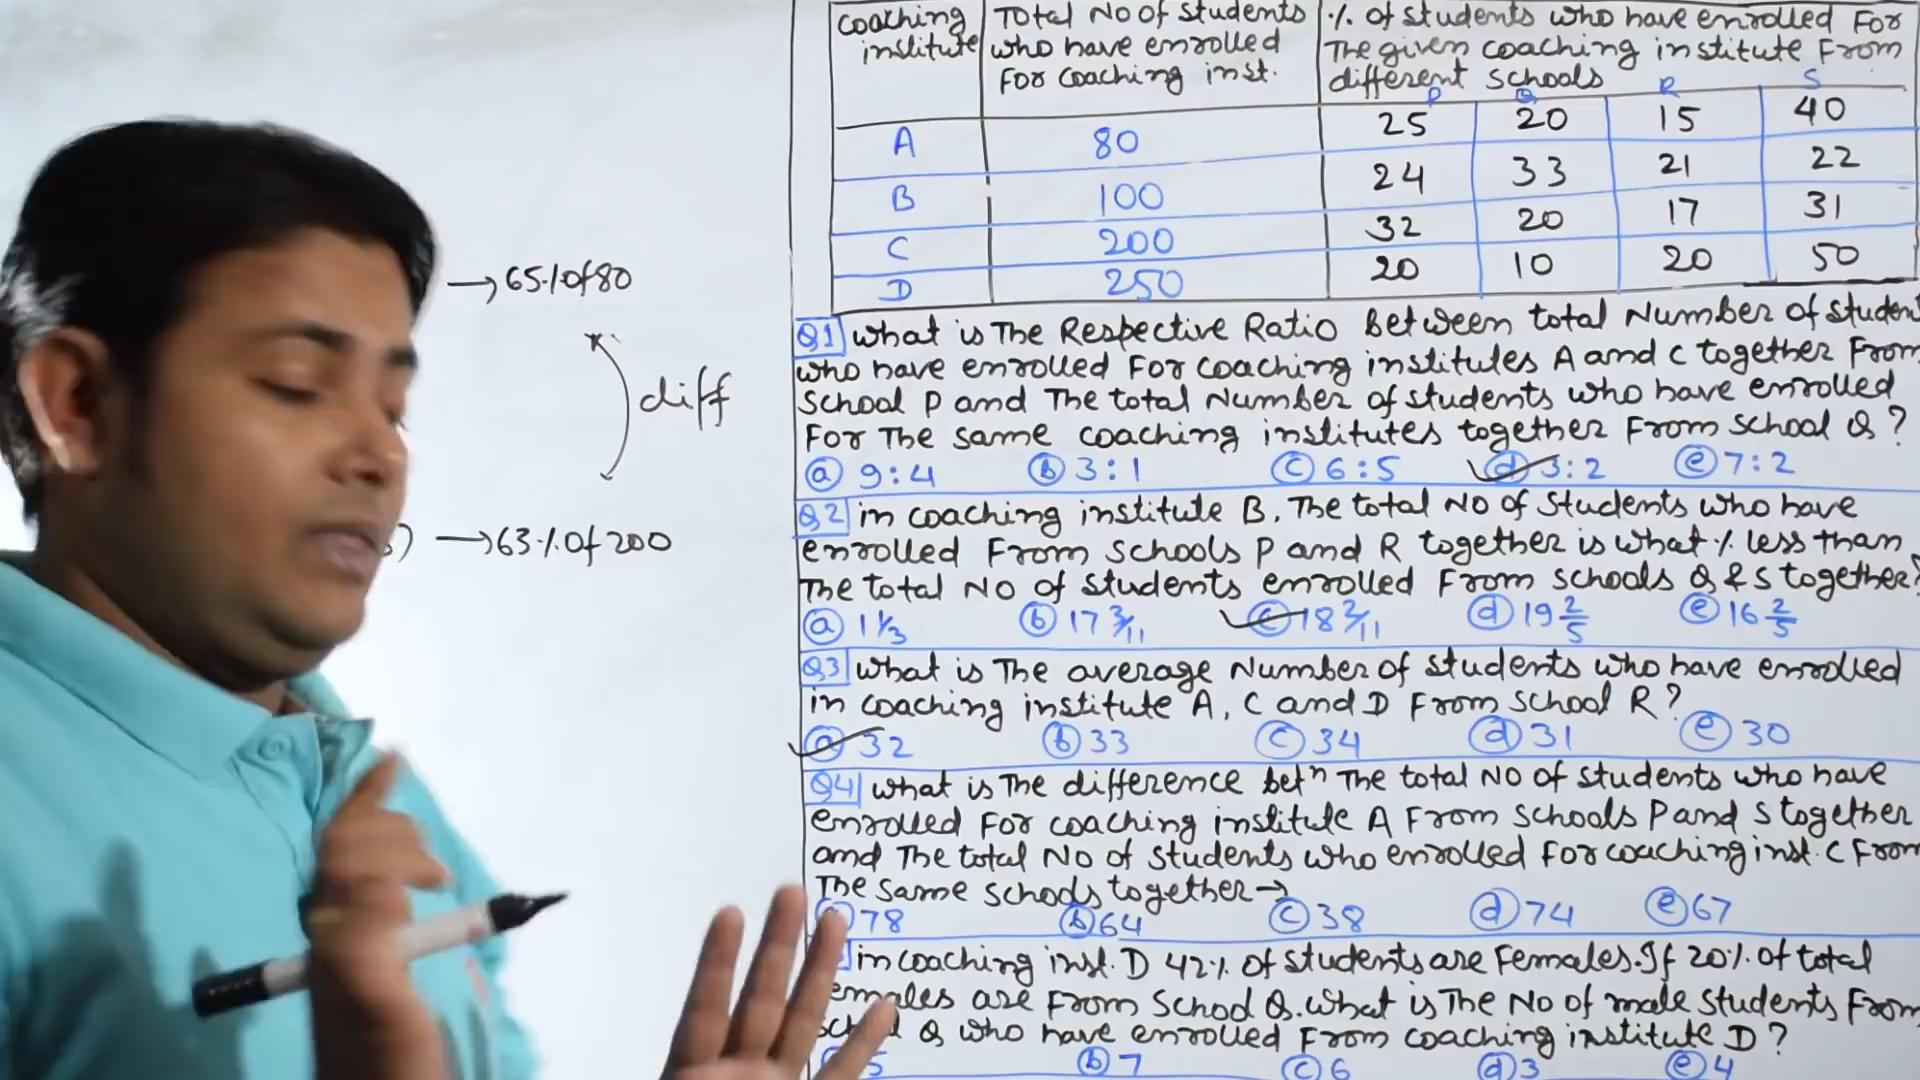 → 65% of 80
diff
) → 63% of 200
coaching institute
Total No of students who have enrolled For coaching inst.
% of students who have enrolled For The given coaching institute From different schools
P Q R S
A 80 25 20 15 40
B 100 24 33 21 22
C 200 32 20 17 31
D 250 20 10 20 50
Q1 what is The Respective Ratio between total Number of student
who have enrolled For coaching institutes A and C together From
School P and The total Number of students who have enrolled
For The same coaching institutes together From school Q?
ⓐ 9:4 ⓑ 3:1 ⓒ 6:5 ⓓ 3:2 ⓔ 7:2
Q2 in coaching institute B, The total No of students who have
enrolled From schools P and R together is what % less than
The total No of students enrolled From schools Q & S together?
ⓐ 1 1/3 ⓑ 17 3/11 ⓒ 18 2/11 ⓓ 19 2/5 ⓔ 16 2/5
Q3 what is The average Number of students who have enrolled
in coaching institute A, C and D From school R?
ⓐ 32 ⓑ 33 ⓒ 34 ⓓ 31 ⓔ 30
Q4 what is The difference betⁿ The total No of students who have
enrolled For coaching institute A From schools P and S together
and The total No of students who enrolled For coaching inst. C From
The same schools together →
78 ⓑ 64 ⓒ 38 ⓓ 74 ⓔ 67
in coaching inst. D 42% of students are Females. If 20% of total
emales are From School Q. what is The No of male students From
Q who have enrolled From coaching institute D?
5 ⓑ 7 ⓒ 6 ⓓ 3 ⓔ 4